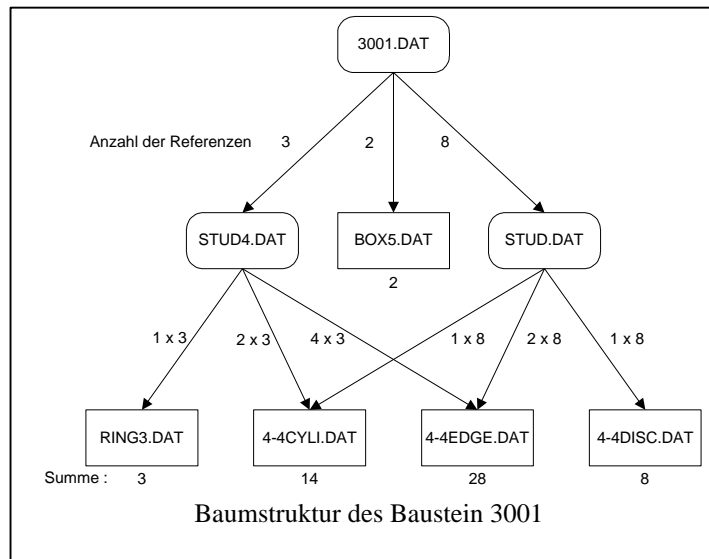 3001.DAT
Anzahl der Referenzen 3 2 8
STUD4.DAT BOX5.DAT STUD.DAT
2
1 x 3 2 x 3 4 x 3 1 x 8 2 x 8 1 x 8
RING3.DAT 4-4CYLI.DAT 4-4EDGE.DAT 4-4DISC.DAT
Summe : 3 14 28 8
Baumstruktur des Baustein 3001